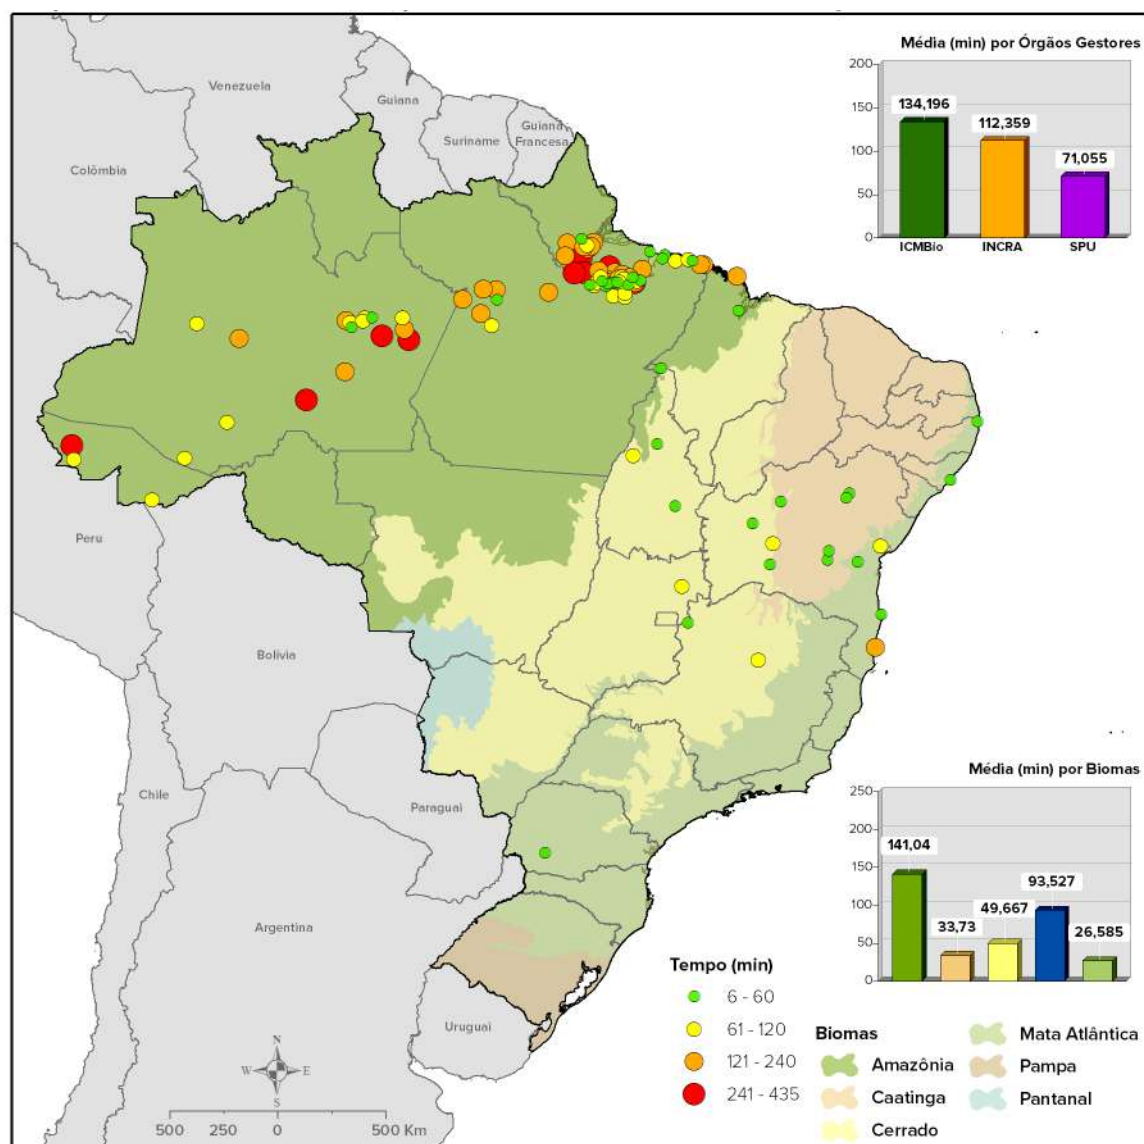 Média (min) por Órgãos Gestores
200
150
100
50
0
134,196
112,359
71,055
ICMBio
INCRA
SPU
Venezuela
Guiana
Suriname
Guiana
Francesa
Colômbia
Peru
Bolívia
Chile
Paraguai
Argentina
Uruguai
Média (min) por Biomas
250
200
150
100
50
0
141,04
33,73
49,667
93,527
26,585
Tempo (min)
6 - 60
61 - 120
121 - 240
241 - 435
Biomas
Amazônia
Caatinga
Cerrado
Mata Atlântica
Pampa
Pantanal
N
W
E
S
500 250 0 500 Km